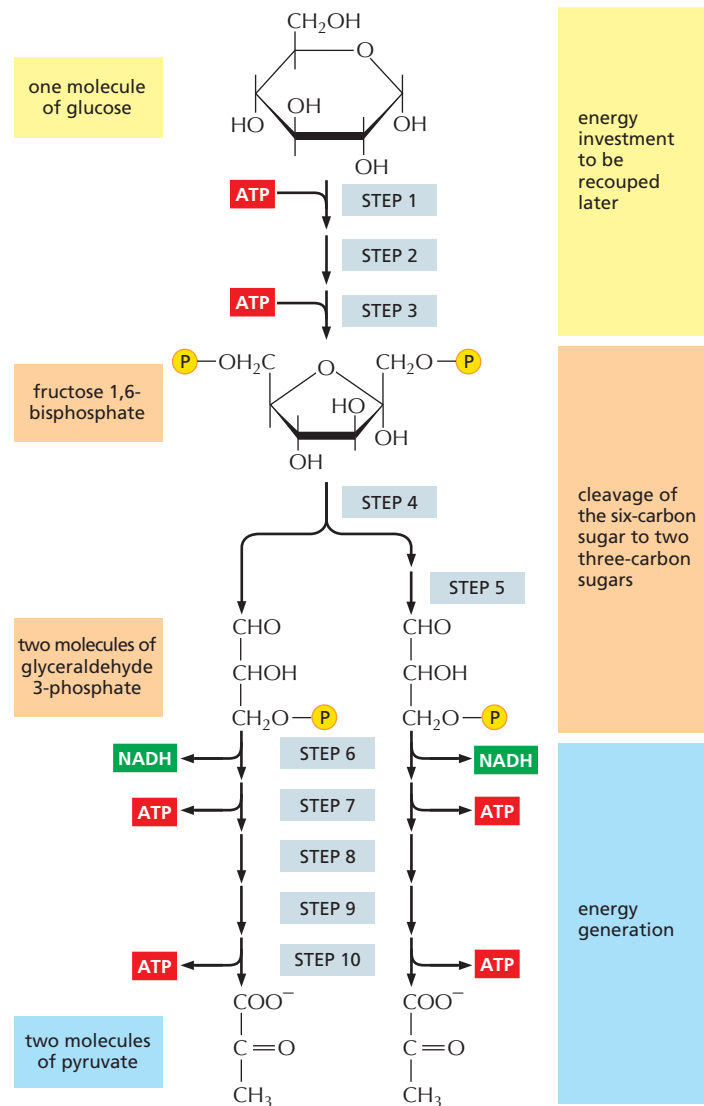 CH₂OH
O
one molecule
of glucose
OH
HO
OH
OH
energy
investment
to be
recouped
later
ATP
STEP 1
STEP 2
ATP
STEP 3
P—OH₂C
O
CH₂O—P
fructose 1,6-
bisphosphate
HO
OH
OH
STEP 4
cleavage of
the six-carbon
sugar to two
three-carbon
sugars
STEP 5
two molecules of
glyceraldehyde
3-phosphate
CHO
CHOH
CH₂O—P
CHO
CHOH
CH₂O—P
NADH
STEP 6
NADH
ATP
STEP 7
ATP
STEP 8
STEP 9
energy
generation
ATP
STEP 10
ATP
two molecules
of pyruvate
COO⁻
C=O
CH₃
COO⁻
C=O
CH₃